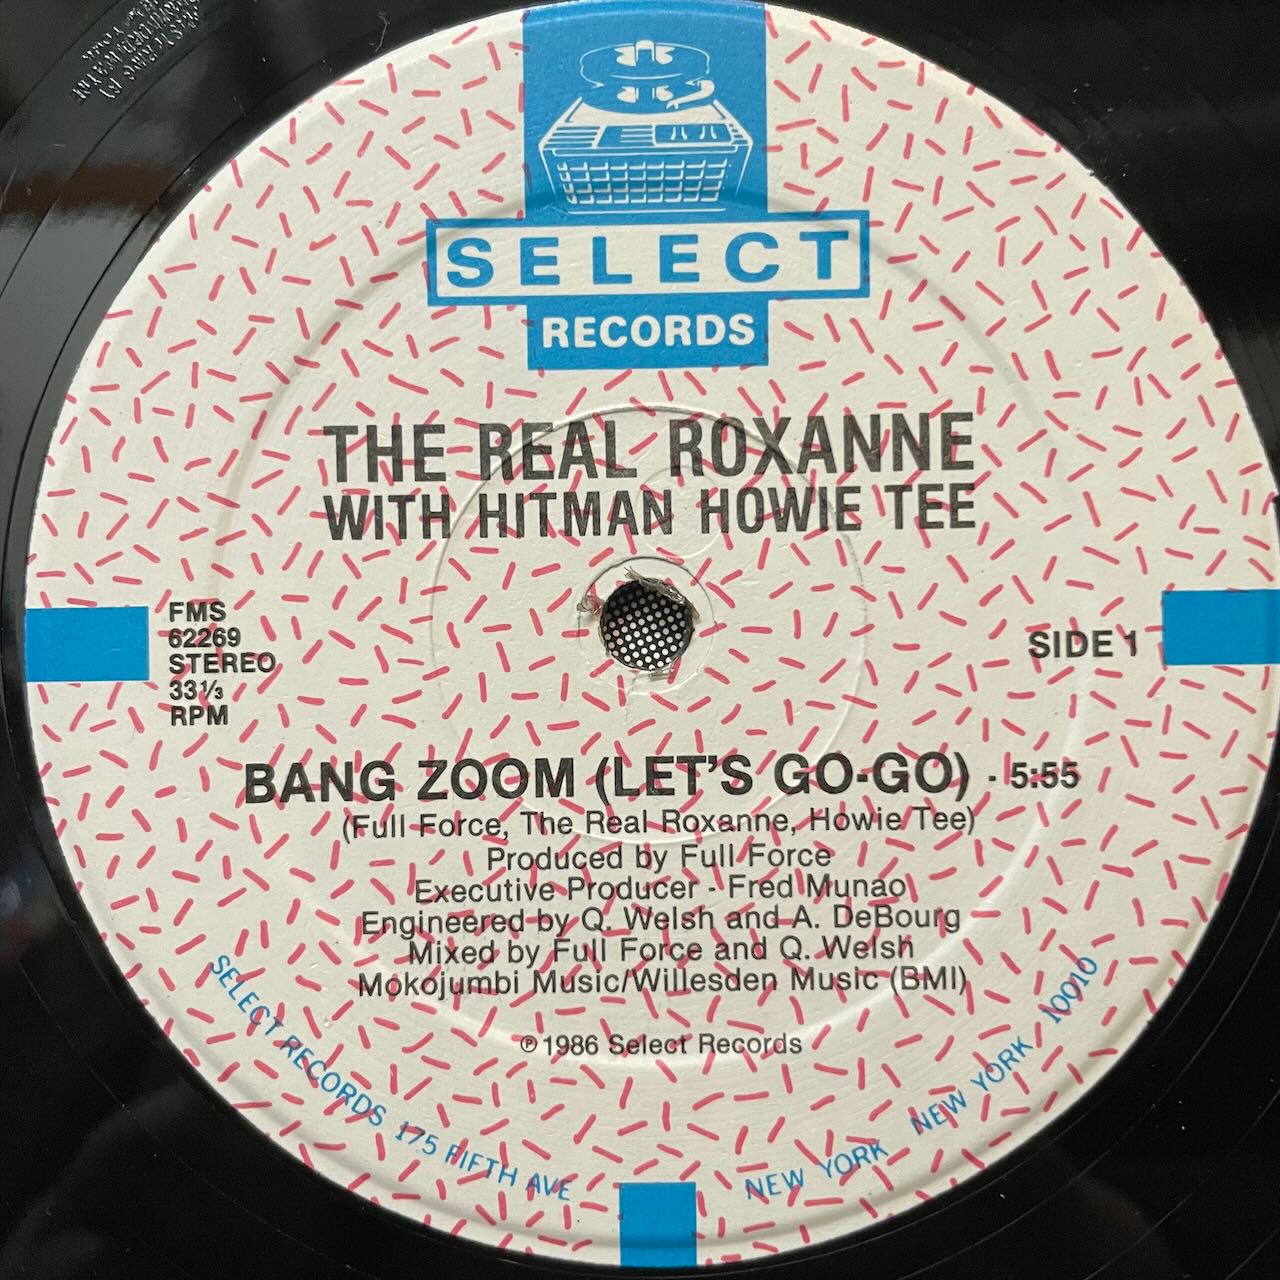 SELECT
RECORDS
THE REAL ROXANNE
WITH HITMAN HOWIE TEE
FMS
62269
STEREO
33⅓
RPM
SIDE 1
BANG ZOOM (LET'S GO-GO) · 5:55
(Full Force, The Real Roxanne, Howie Tee)
Produced by Full Force
Executive Producer - Fred Munao
Engineered by Q. Welsh and A. DeBourg
Mixed by Full Force and Q. Welsh
Mokojumbi Music/Willesden Music (BMI)
℗ 1986 Select Records
SELECT RECORDS 175 FIFTH AVE NEW YORK NEW YORK 10010